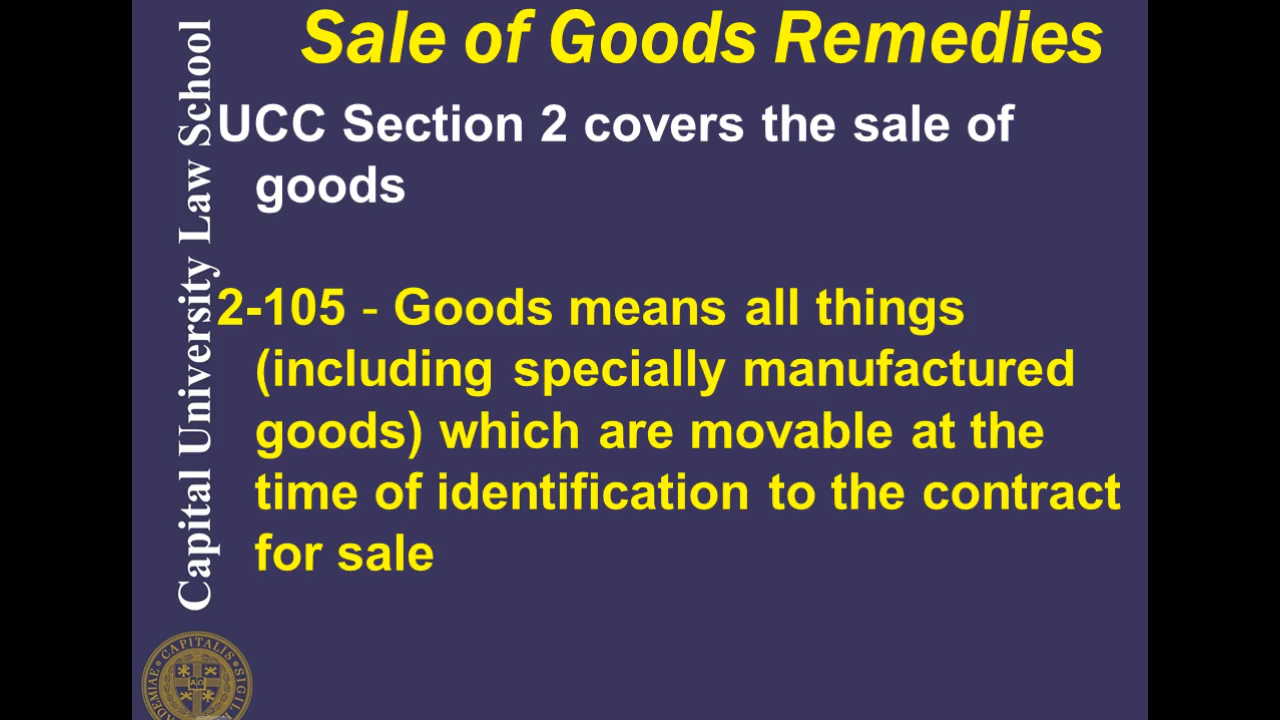 Sale of Goods Remedies
UCC Section 2 covers the sale of
goods
2-105 - Goods means all things
(including specially manufactured
goods) which are movable at the
time of identification to the contract
for sale
Capital University Law School
CAPITALIS